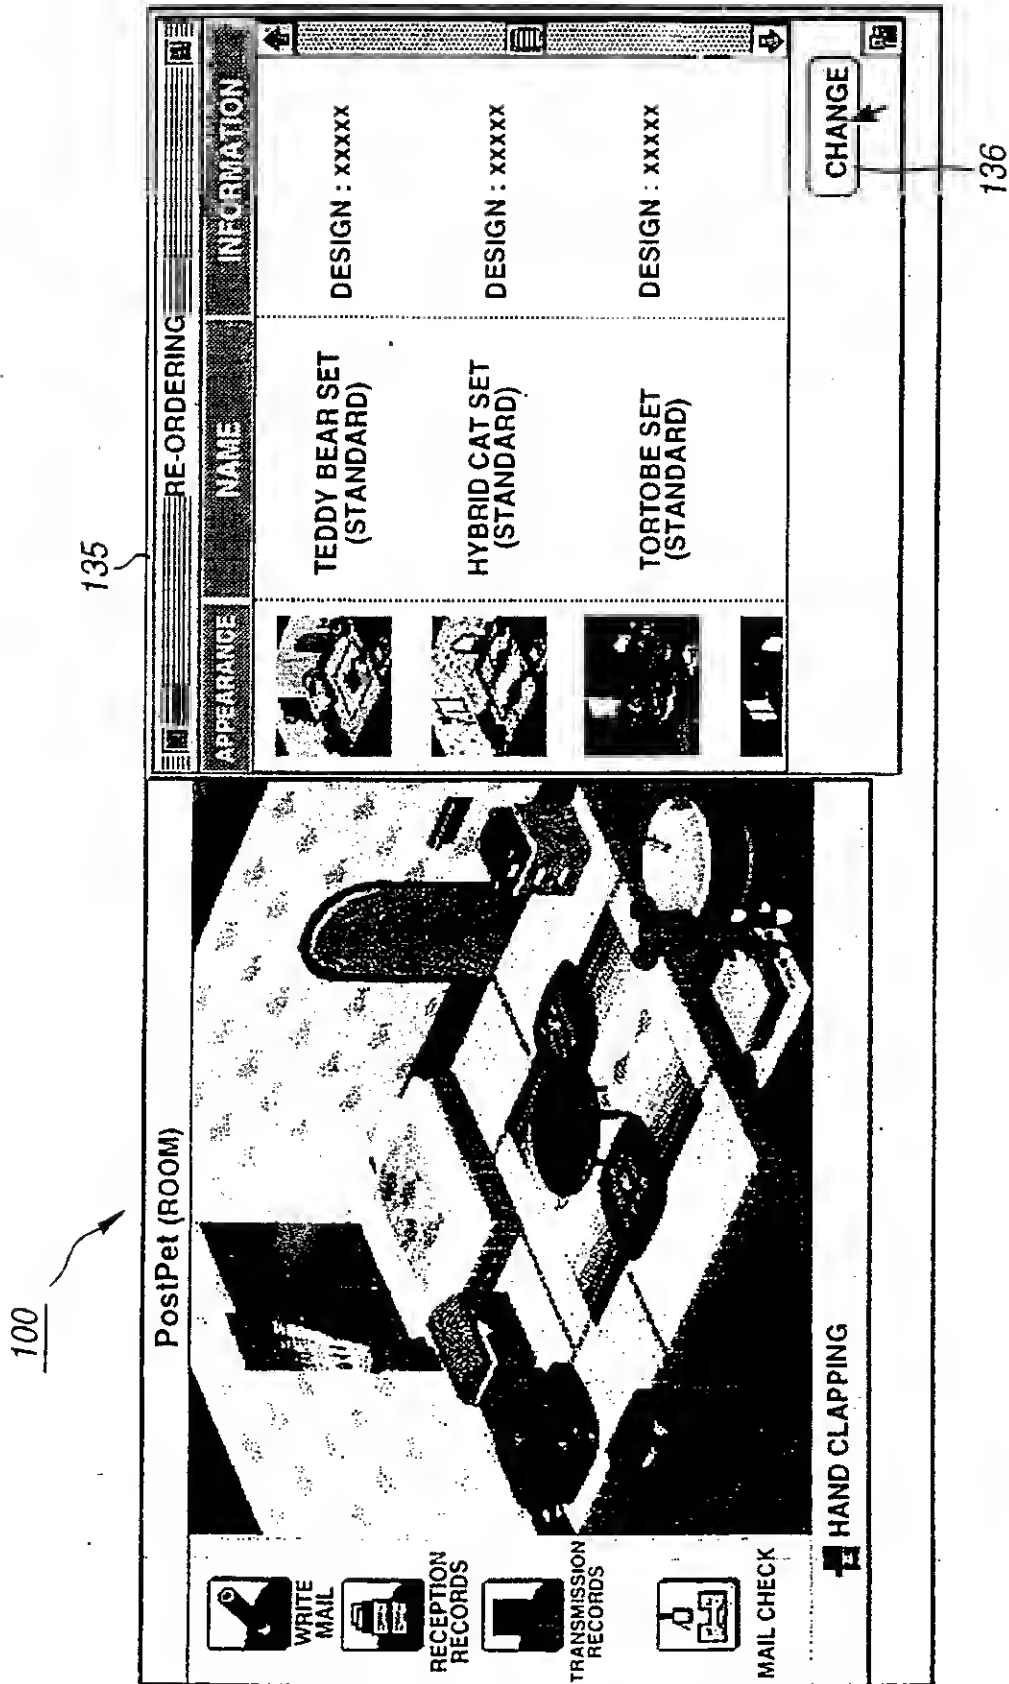 100
PostPet (ROOM)
WRITE
MAIL
RECEPTION
RECORDS
TRANSMISSION
RECORDS
MAIL CHECK
HAND CLAPPING
135
RE-ORDERING
APPEARANCE
NAME
INFORMATION
TEDDY BEAR SET
(STANDARD)
DESIGN : xxxxx
HYBRID CAT SET
(STANDARD)
DESIGN : xxxxx
TORTOBE SET
(STANDARD)
DESIGN : xxxxx
CHANGE
136